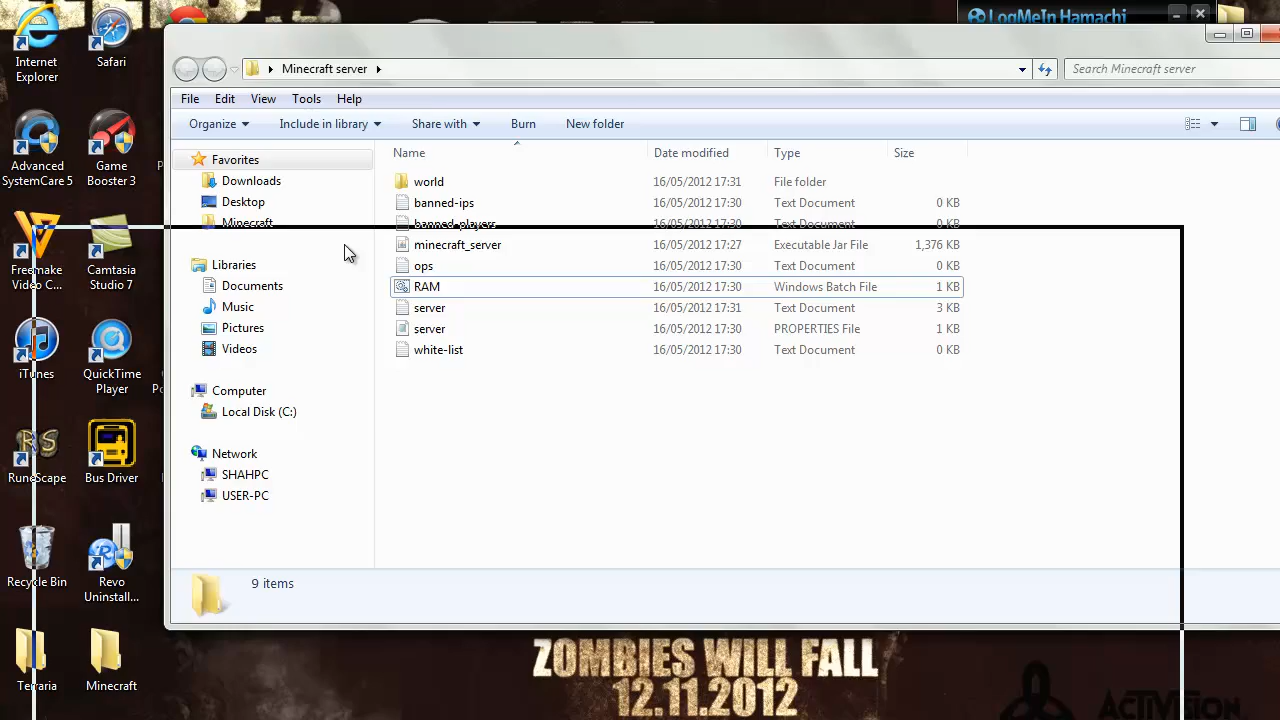 LogMeIn Hamachi
Internet Explorer
Safari
Minecraft server
Search Minecraft server
File Edit View Tools Help
Organize Include in library Share with Burn New folder
Advanced SystemCare 5
Game Booster 3
Favorites
Downloads
Desktop
Minecraft
Libraries
Documents
Music
Pictures
Videos
Computer
Local Disk (C:)
Network
SHAHPC
USER-PC
Name Date modified Type Size
world 16/05/2012 17:31 File folder
banned-ips 16/05/2012 17:30 Text Document 0 KB
banned-players 16/05/2012 17:30 Text Document 0 KB
minecraft_server 16/05/2012 17:27 Executable Jar File 1,376 KB
ops 16/05/2012 17:30 Text Document 0 KB
RAM 16/05/2012 17:30 Windows Batch File 1 KB
server 16/05/2012 17:31 Text Document 3 KB
server 16/05/2012 17:30 PROPERTIES File 1 KB
white-list 16/05/2012 17:30 Text Document 0 KB
9 items
Freemake Video C...
Camtasia Studio 7
iTunes
QuickTime Player
RS
RuneScape
Bus Driver
Recycle Bin
Revo Uninstall...
Terraria
Minecraft
ZOMBIES WILL FALL
12.11.2012
ACTIVISION